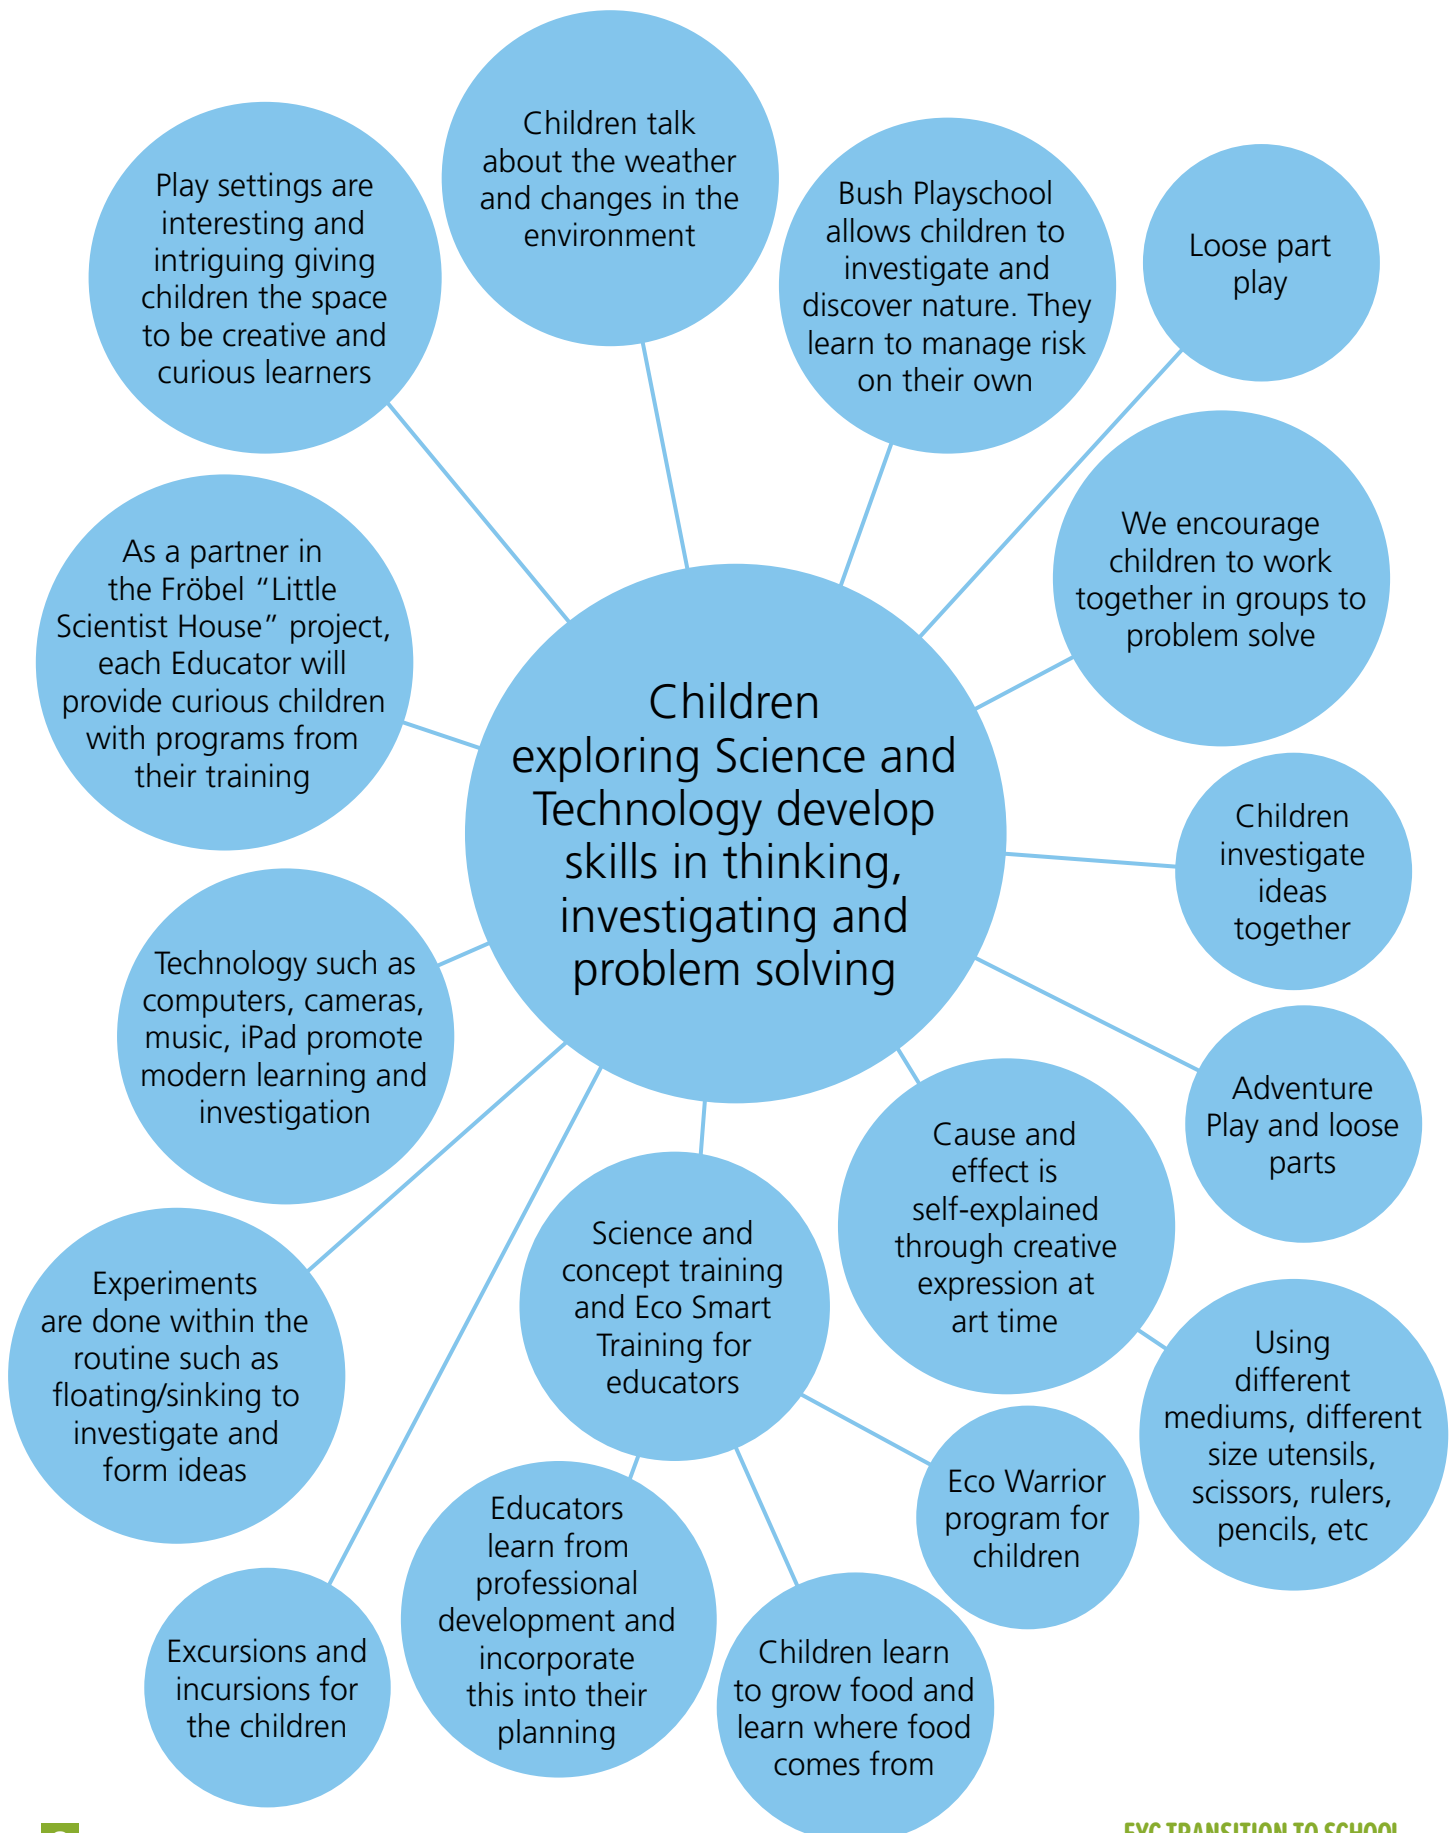 Children talk
about the weather
and changes in the
environment
Play settings are
interesting and
intriguing giving
children the space
to be creative and
curious learners
Bush Playschool
allows children to
investigate and
discover nature. They
learn to manage risk
on their own
Loose part
play
We encourage
children to work
together in groups to
problem solve
As a partner in
the Fröbel “Little
Scientist House” project,
each Educator will
provide curious children
with programs from
their training
Children
exploring Science and
Technology develop
skills in thinking,
investigating and
problem solving
Children
investigate
ideas
together
Technology such as
computers, cameras,
music, iPad promote
modern learning and
investigation
Adventure
Play and loose
parts
Cause and
effect is
self-explained
through creative
expression at
art time
Science and
concept training
and Eco Smart
Training for
educators
Experiments
are done within the
routine such as
floating/sinking to
investigate and
form ideas
Using
different
mediums, different
size utensils,
scissors, rulers,
pencils, etc
Eco Warrior
program for
children
Educators
learn from
professional
development and
incorporate
this into their
planning
Excursions and
incursions for
the children
Children learn
to grow food and
learn where food
comes from
EYC TRANSITION TO SCHOOL